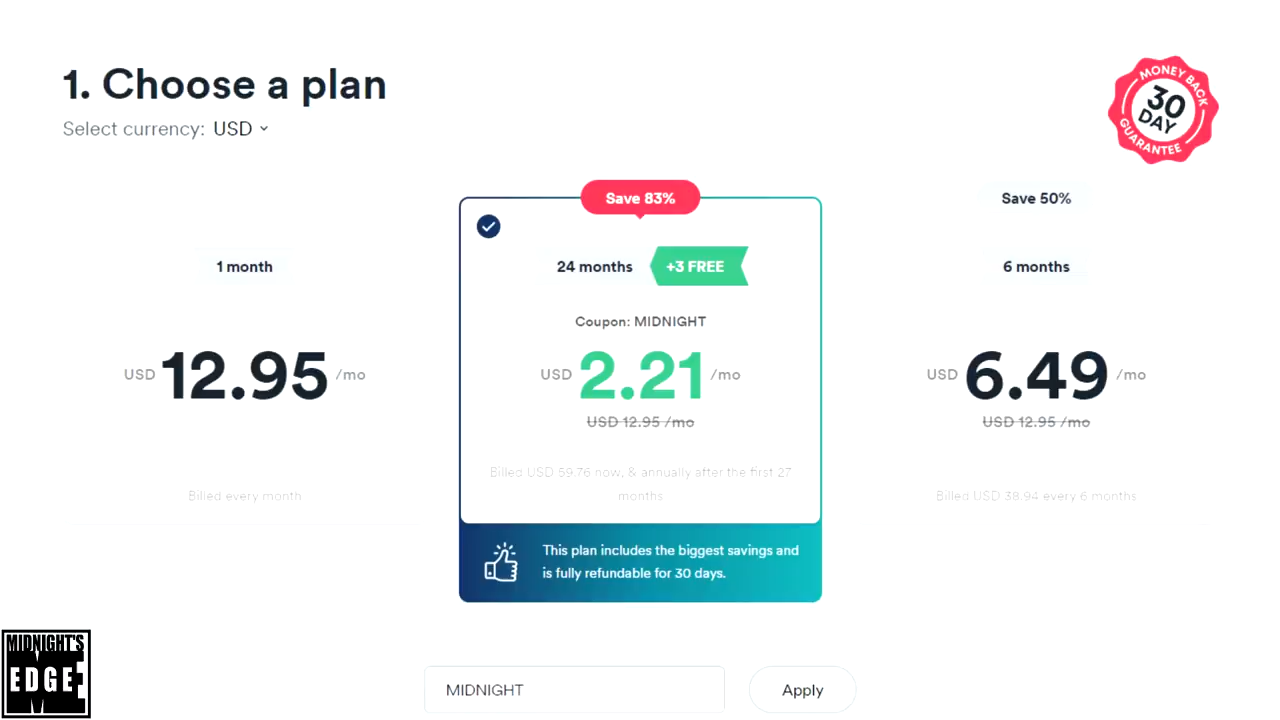 1. Choose a plan
Select currency: USD
MONEY BACK
30
DAY
GUARANTEE
Save 83%
Save 50%
1 month
24 months
+3 FREE
6 months
Coupon: MIDNIGHT
USD 12.95 /mo
USD 2.21 /mo
USD 6.49 /mo
USD 12.95 /mo
USD 12.95 /mo
Billed USD 59.76 now, & annually after the first 27
months
Billed every month
Billed USD 38.94 every 6 months
This plan includes the biggest savings and
is fully refundable for 30 days.
MIDNIGHT'S
EDGE
ME
MIDNIGHT
Apply